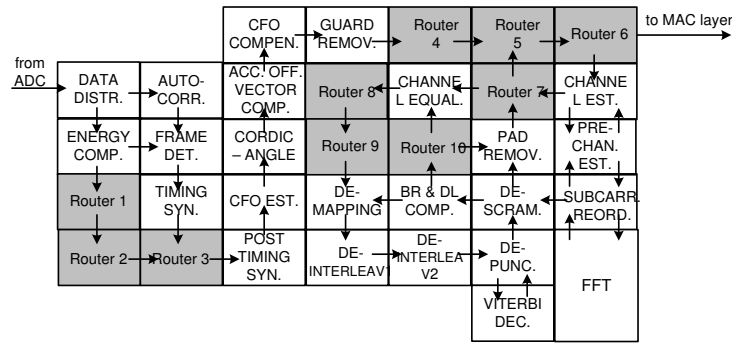 CFO
COMPEN.
GUARD
REMOV.
Router
4
Router
5
Router 6
to MAC layer
from
ADC
DATA
DISTR.
AUTO-
CORR.
ACC. OFF.
VECTOR
COMP.
Router 8
CHANNE
L EQUAL.
Router 7
CHANNE
L EST.
ENERGY
COMP.
FRAME
DET.
CORDIC
– ANGLE
Router 9
Router 10
PAD
REMOV.
PRE-
CHAN.
EST.
Router 1
TIMING
SYN.
CFO EST.
DE-
MAPPING
BR & DL
COMP.
DE-
SCRAM.
SUBCARR.
REORD.
Router 2
Router 3
POST
TIMING
SYN.
DE-
INTERLEAV1
DE-
INTERLEA
V2
DE-
PUNC.
FFT
VITERBI
DEC.